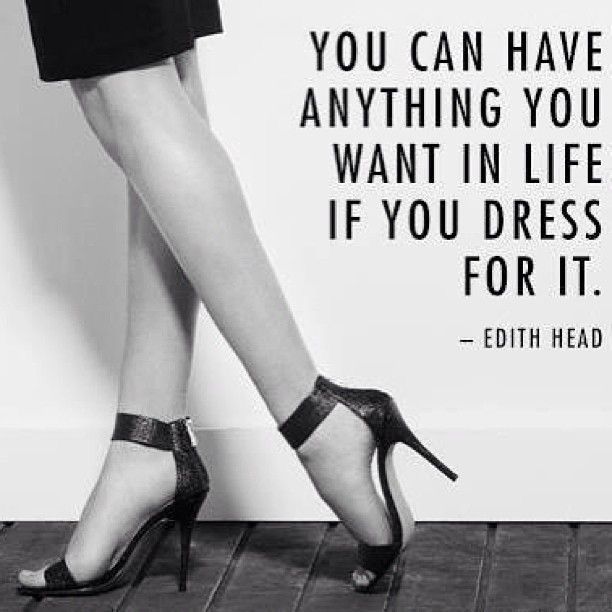 YOU CAN HAVE
ANYTHING YOU
WANT IN LIFE
IF YOU DRESS
FOR IT.
– EDITH HEAD